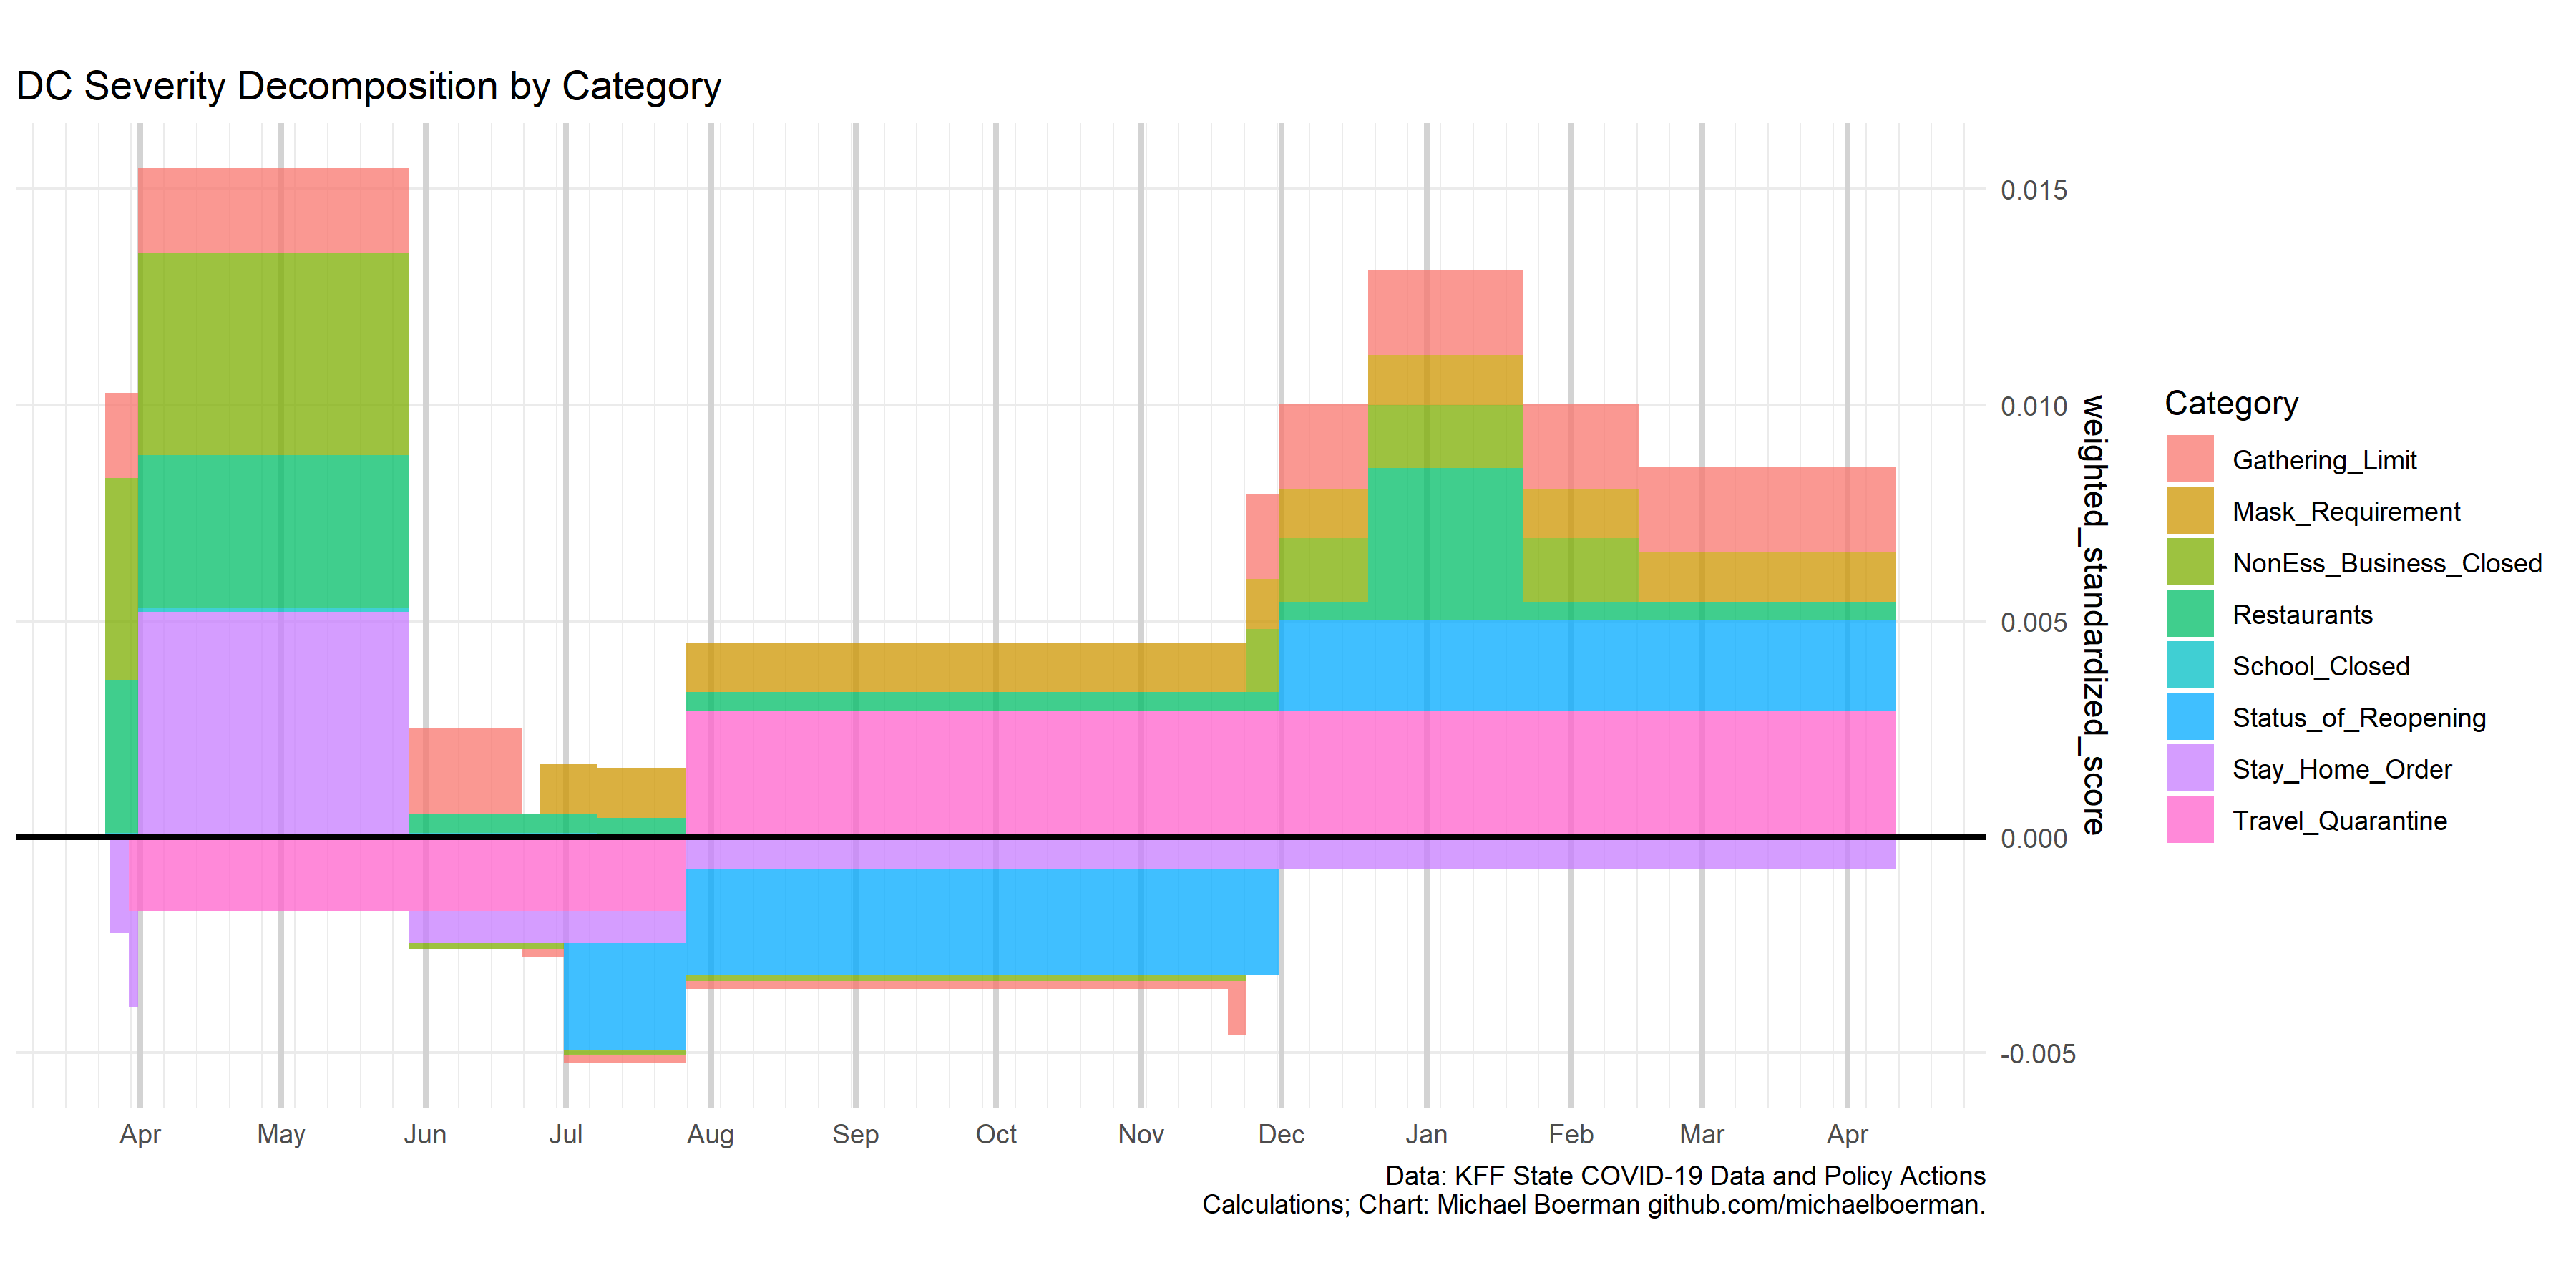 DC Severity Decomposition by Category
0.015
0.010
0.005
0.000
-0.005
weighted_standardized_score
Category
Gathering_Limit
Mask_Requirement
NonEss_Business_Closed
Restaurants
School_Closed
Status_of_Reopening
Stay_Home_Order
Travel_Quarantine
Apr May Jun Jul Aug Sep Oct Nov Dec Jan Feb Mar Apr
Data: KFF State COVID-19 Data and Policy Actions
Calculations; Chart: Michael Boerman github.com/michaelboerman.